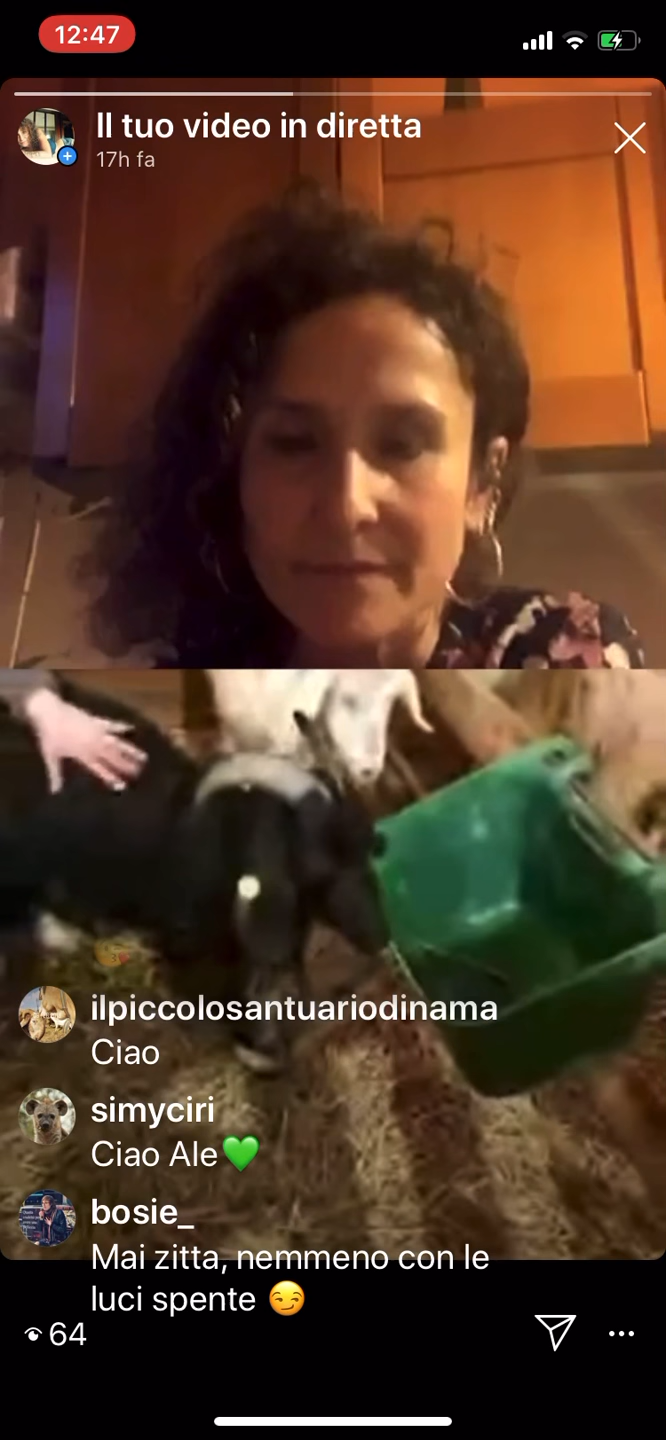 12:47
Il tuo video in diretta
17h fa
ilpiccolosantuariodinama
Ciao
simyciri
Ciao Ale💚
bosie_
Mai zitta, nemmeno con le
luci spente 😏
64